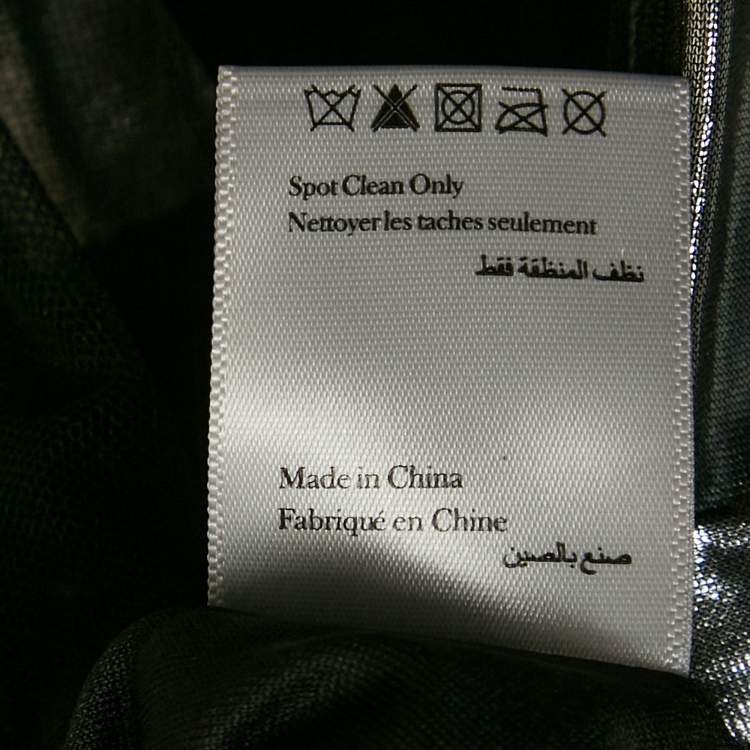 Spot Clean Only
Nettoyer les taches seulement
نظف المنطقة فقط
Made in China
Fabriqué en Chine
صنع بالصين